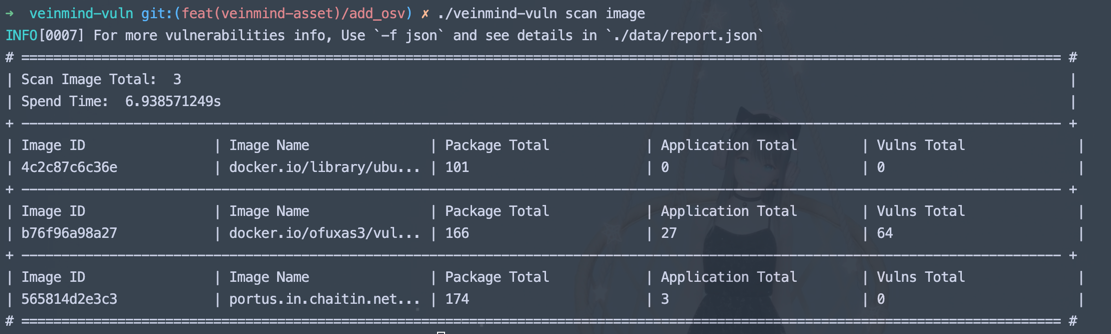 ➜  veinmind-vuln git:(feat(veinmind-asset)/add_osv) ✗ ./veinmind-vuln scan image
INFO[0007] For more vulnerabilities info, Use `-f json` and see details in `./data/report.json`
# ================================================================================ #
| Scan Image Total:  3 |
| Spend Time:  6.938571249s |
+ -------------------------------------------------------------------------------- +
| Image ID | Image Name | Package Total | Application Total | Vulns Total |
| 4c2c87c6c36e | docker.io/library/ubu... | 101 | 0 | 0 |
+ -------------------------------------------------------------------------------- +
| Image ID | Image Name | Package Total | Application Total | Vulns Total |
| b76f96a98a27 | docker.io/ofuxas3/vul... | 166 | 27 | 64 |
+ -------------------------------------------------------------------------------- +
| Image ID | Image Name | Package Total | Application Total | Vulns Total |
| 565814d2e3c3 | portus.in.chaitin.net... | 174 | 3 | 0 |
# ================================================================================ #